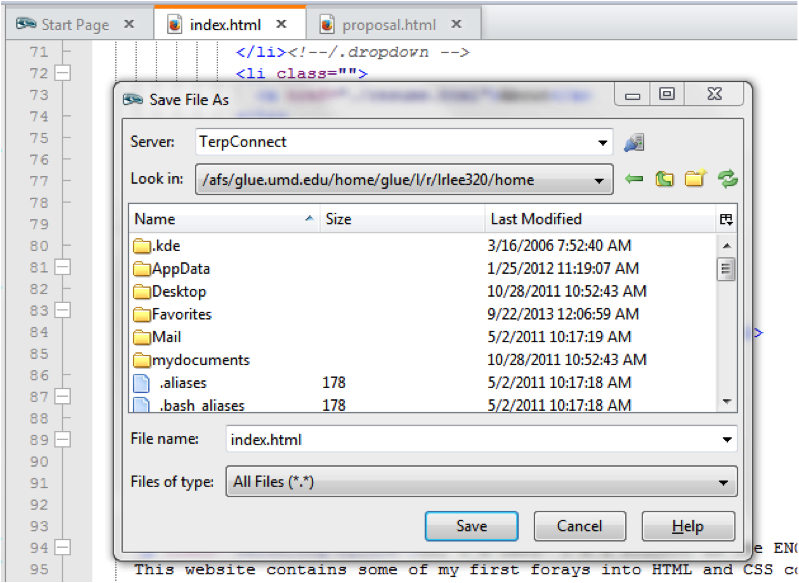 Start Page × index.html × proposal.html ×
71 </li><!--/.dropdown -->
72 <li class="">
73
Save File As
74
75
Server: TerpConnect
76
77
Look in: /afs/glue.umd.edu/home/glue/l/r/lrlee320/home
78
79
Name Size Last Modified
80
.kde 3/16/2006 7:52:40 AM
81
AppData 1/25/2012 11:19:07 AM
82
Desktop 10/28/2011 10:52:43 AM
83
Favorites 9/22/2013 12:06:59 AM
84 >
Mail 5/2/2011 10:17:19 AM
85
mydocuments 10/28/2011 10:52:43 AM
86
.aliases 178 5/2/2011 10:17:18 AM
87
.bash_aliases 178 5/2/2011 10:17:18 AM
88
89
File name: index.html
90
91
Files of type: All Files (*.*)
92
93
Save Cancel Help
94 e ENG
95 This website contains some of my first forays into HTML and CSS co